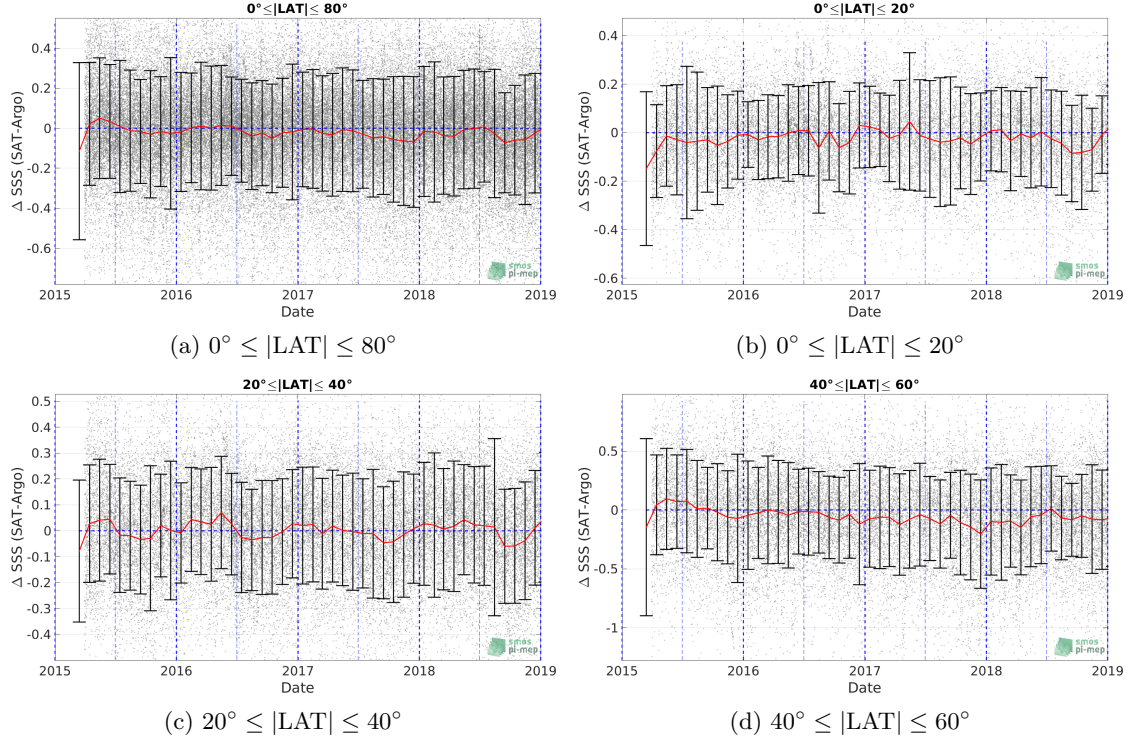 0°≤|LAT|≤ 80°
Δ SSS (SAT-Argo)
0.4
0.2
0
-0.2
-0.4
-0.6
smos
pi-mep
2015 2016 2017 2018 2019
Date
(a) 0° ≤ |LAT| ≤ 80°
0°≤|LAT|≤ 20°
Δ SSS (SAT-Argo)
0.4
0.2
0
-0.2
-0.4
-0.6
smos
pi-mep
2015 2016 2017 2018 2019
Date
(b) 0° ≤ |LAT| ≤ 20°
20°≤|LAT|≤ 40°
Δ SSS (SAT-Argo)
0.5
0.4
0.3
0.2
0.1
0
-0.1
-0.2
-0.3
-0.4
smos
pi-mep
2015 2016 2017 2018 2019
Date
(c) 20° ≤ |LAT| ≤ 40°
40°≤|LAT|≤ 60°
Δ SSS (SAT-Argo)
0.5
0
-0.5
-1
smos
pi-mep
2015 2016 2017 2018 2019
Date
(d) 40° ≤ |LAT| ≤ 60°